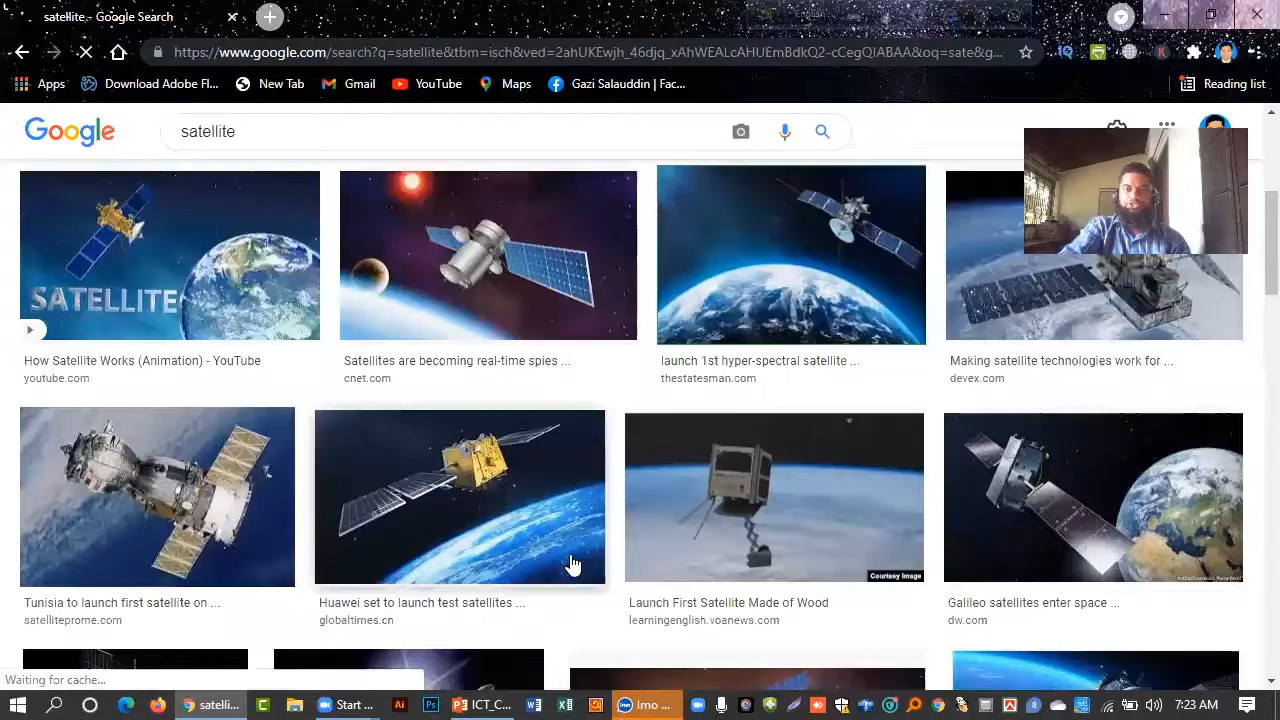 satellite - Google Search
English
https://www.google.com/search?q=satellite&tbm=isch&ved=2ahUKEwjh_46djq_xAhWEALcAHUEmBdkQ2-cCegQIABAA&oq=sate&g...
Apps
Download Adobe Fl...
New Tab
Gmail
YouTube
Maps
Gazi Salauddin | Fac...
Reading list
Google
satellite
SATELLITE
How Satellite Works (Animation) - YouTube
youtube.com
Satellites are becoming real-time spies ...
cnet.com
launch 1st hyper-spectral satellite ...
thestatesman.com
Making satellite technologies work for ...
devex.com
Tunisia to launch first satellite on ...
satelliteprome.com
Huawei set to launch test satellites ...
globaltimes.cn
Courtesy Image
Launch First Satellite Made of Wood
learningenglish.voanews.com
Galileo satellites enter space ...
dw.com
Waiting for cache...
satelli...
Start ...
ICT_C...
Imo ...
7:23 AM